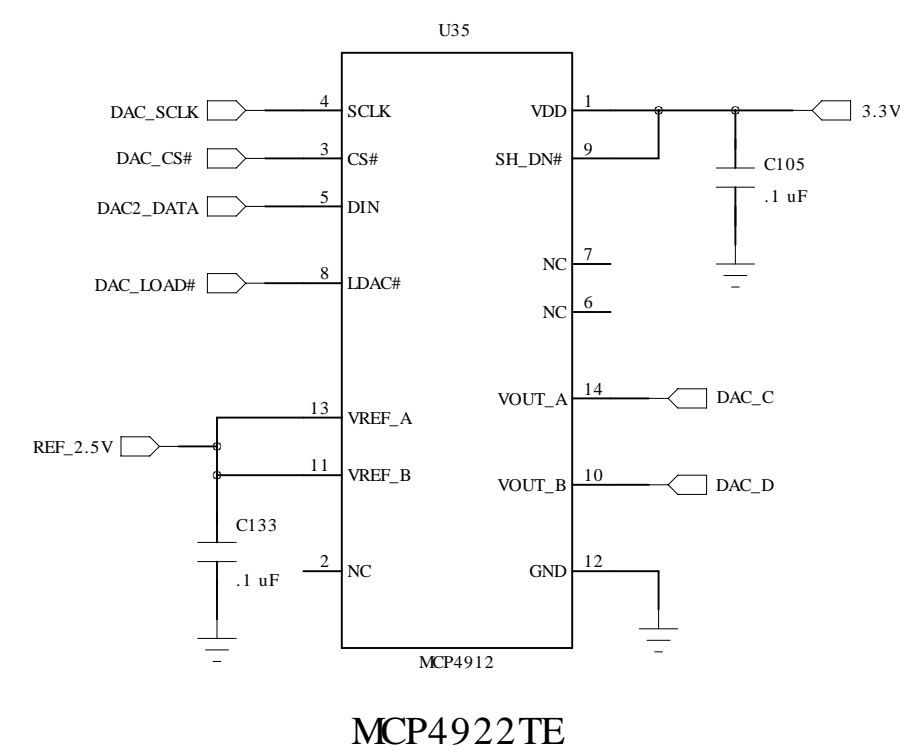 U35
DAC_SCLK 4 SCLK VDD 1 3.3V
DAC_CS# 3 CS# SH_DN# 9 C105
.1 uF
DAC2_DATA 5 DIN
NC 7
DAC_LOAD# 8 LDAC#
NC 6
VOUT_A 14 DAC_C
13 VREF_A
REF_2.5V
11 VREF_B
VOUT_B 10 DAC_D
C133
.1 uF
2 NC GND 12
MCP4912
MCP4922TE